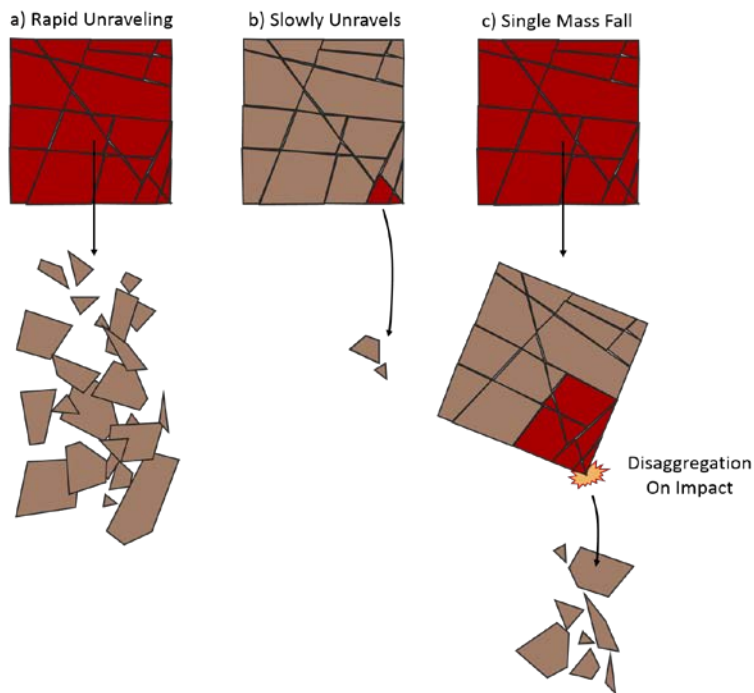 a) Rapid Unraveling
b) Slowly Unravels
c) Single Mass Fall
Disaggregation
On Impact